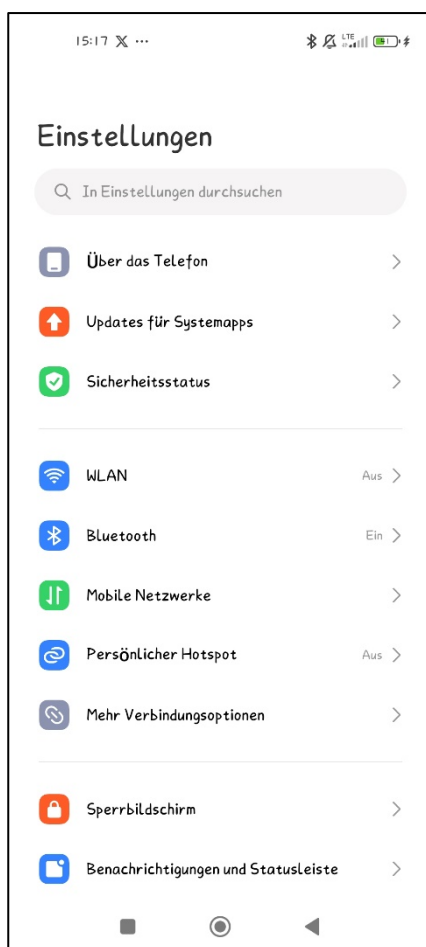 15:17 X ...
LTE
Einstellungen
In Einstellungen durchsuchen
Über das Telefon
Updates für Systemapps
Sicherheitsstatus
WLAN Aus
Bluetooth Ein
Mobile Netzwerke
Persönlicher Hotspot Aus
Mehr Verbindungsoptionen
Sperrbildschirm
Benachrichtigungen und Statusleiste